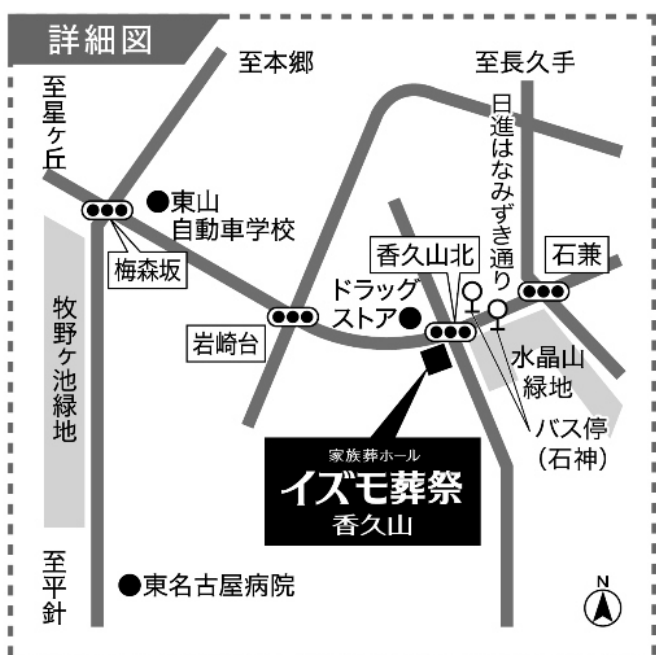 詳細図
至本郷
至長久手
至星ヶ丘
日進はなみずき通り
東山
自動車学校
梅森坂
香久山北
石兼
ドラッグ
ストア
岩崎台
牧野ヶ池緑地
水晶山
緑地
バス停
（石神）
家族葬ホール
イズモ葬祭
香久山
至平針
東名古屋病院
N